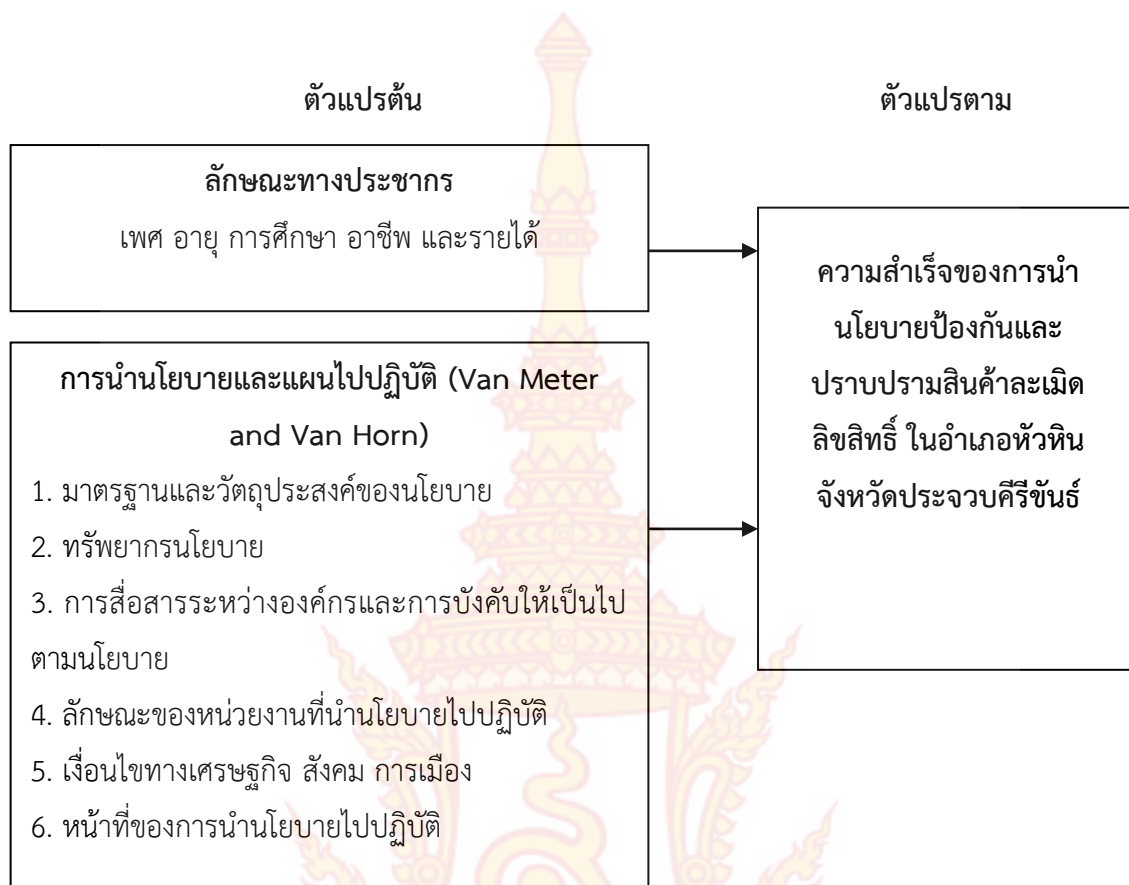 ตัวแปรต้น
ตัวแปรตาม
ลักษณะทางประชากร
เพศ อายุ การศึกษา อาชีพ และรายได้
การนำนโยบายและแผนไปปฏิบัติ (Van Meter
and Van Horn)
1. มาตรฐานและวัตถุประสงค์ของนโยบาย
2. ทรัพยากรนโยบาย
3. การสื่อสารระหว่างองค์กรและการบังคับให้เป็นไป
ตามนโยบาย
4. ลักษณะของหน่วยงานที่นำนโยบายไปปฏิบัติ
5. เงื่อนไขทางเศรษฐกิจ สังคม การเมือง
6. หน้าที่ของการนำนโยบายไปปฏิบัติ
ความสำเร็จของการนำ
นโยบายป้องกันและ
ปราบปรามสินค้าละเมิด
ลิขสิทธิ์ ในอำเภอหัวหิน
จังหวัดประจวบคีรีขันธ์